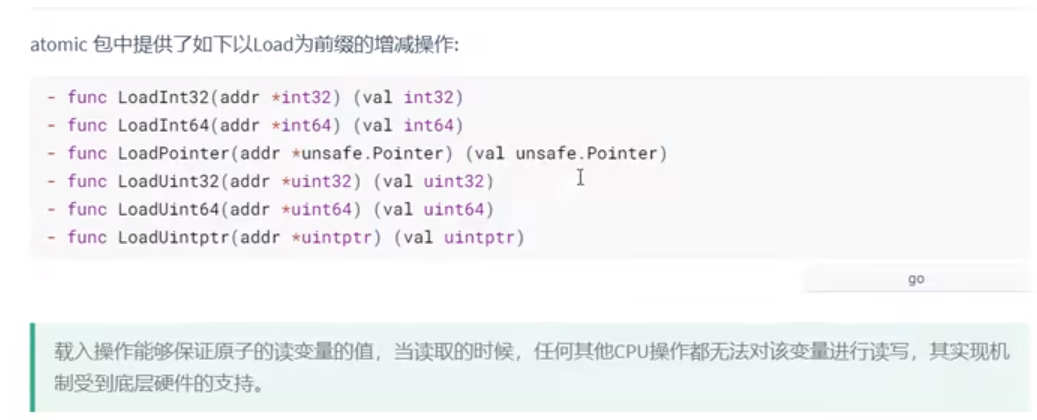 atomic 包中提供了如下以Load为前缀的增减操作:
- func LoadInt32(addr *int32) (val int32)
- func LoadInt64(addr *int64) (val int64)
- func LoadPointer(addr *unsafe.Pointer) (val unsafe.Pointer)
- func LoadUint32(addr *uint32) (val uint32)
- func LoadUint64(addr *uint64) (val uint64)
- func LoadUintptr(addr *uintptr) (val uintptr)
go
载入操作能够保证原子的读变量的值，当读取的时候，任何其他CPU操作都无法对该变量进行读写，其实现机
制受到底层硬件的支持。